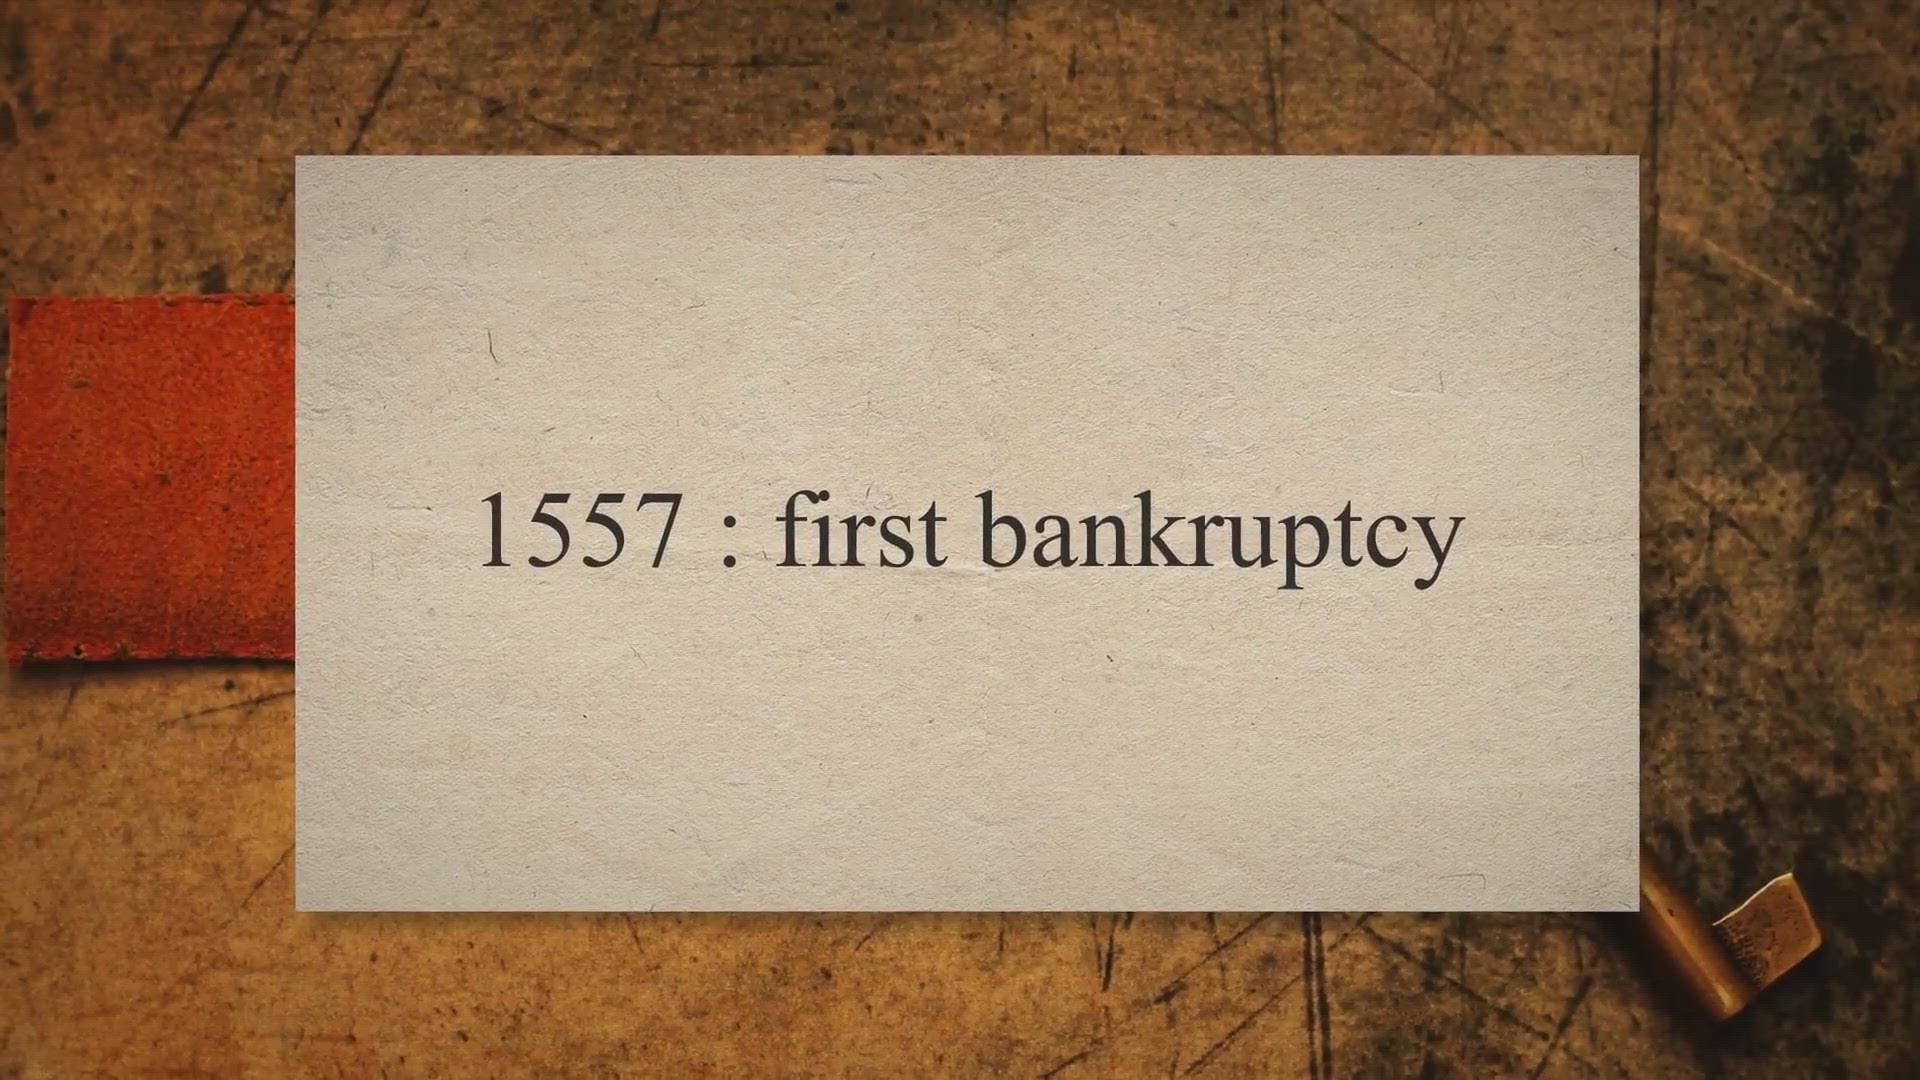 1557 : first bankruptcy